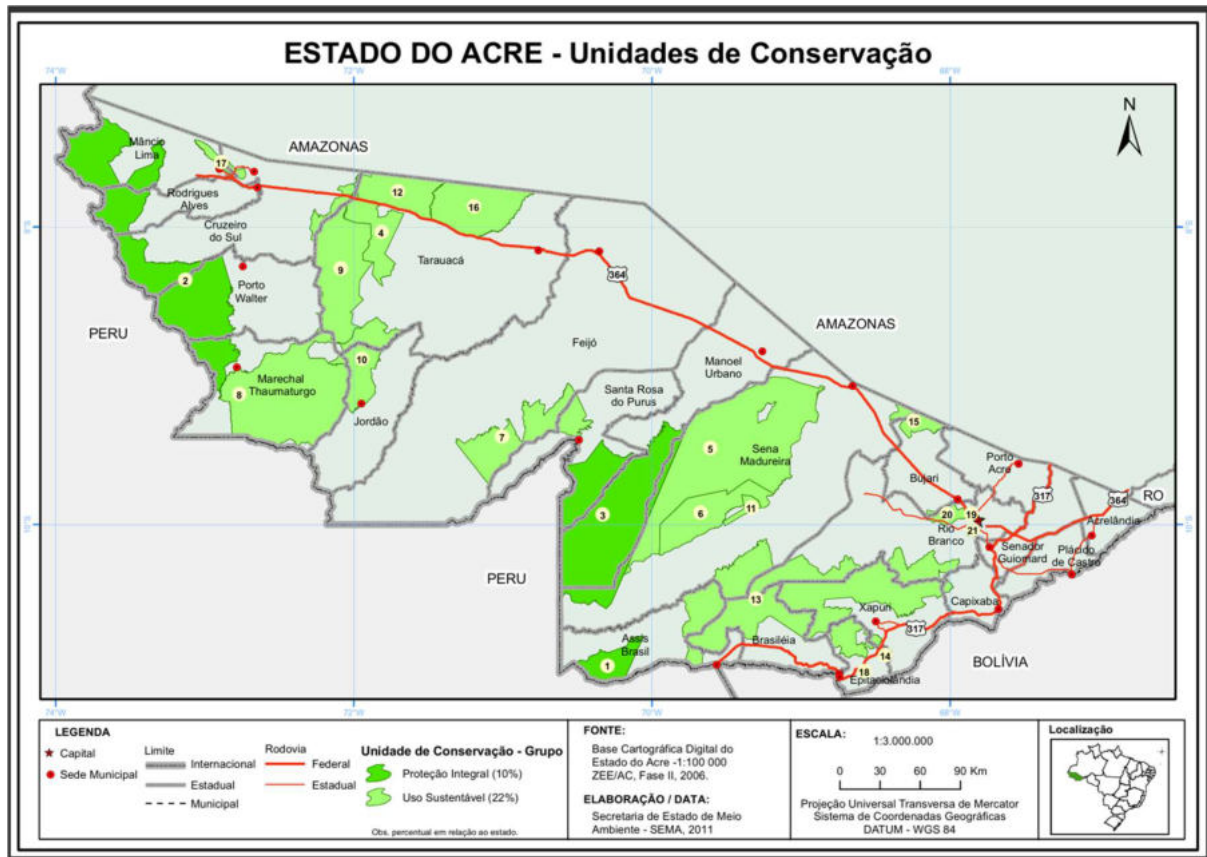 ESTADO DO ACRE - Unidades de Conservação
74°W
72°W
70°W
68°W
N
Mâncio
Lima
AMAZONAS
17
12
16
Rodrigues
Alves
8°S
8°S
Cruzeiro
do Sul
4
Tarauacá
9
364
2
Porto
Walter
PERU
AMAZONAS
Feijó
10
Manoel
Urbano
Marechal
Thaumaturgo
8
Santa Rosa
do Purus
Jordão
7
15
5
Sena
Madureira
Porto
Acre
Bujari
317
364
RO
3
6
11
20
19
21
Rio
Branco
Acrelândia
10°S
10°S
Senador
Guiomard
Plácido
de Castro
PERU
13
Xapuri
Capixaba
317
Assis
Brasil
Brasiléia
1
14
18
BOLÍVIA
Epitaciolândia
74°W
72°W
70°W
68°W
LEGENDA
Capital
Sede Municipal
Limite
Internacional
Estadual
Municipal
Rodovia
Federal
Estadual
Unidade de Conservação - Grupo
Proteção Integral (10%)
Uso Sustentável (22%)
Obs. percentual em relação ao estado.
FONTE:
Base Cartográfica Digital do
Estado do Acre -1:100 000
ZEE/AC, Fase II, 2006.
ELABORAÇÃO / DATA:
Secretaria de Estado de Meio
Ambiente - SEMA, 2011
ESCALA:
1:3.000.000
0 30 60 90 Km
Projeção Universal Transversa de Mercator
Sistema de Coordenadas Geográficas
DATUM - WGS 84
Localização